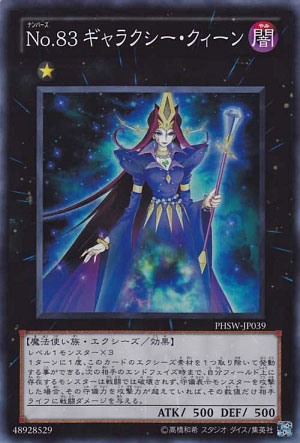 ナンバーズ
No.83 ギャラクシー・クィーン
やみ
闇
PHSW-JP039
【魔法使い族・エクシーズ/効果】
レベル1モンスター×3
1ターンに1度、このカードのエクシーズ素材を1つ取り除いて発動
する事ができる。次の相手のエンドフェイズ時まで、自分フィールド上に
存在するモンスターは戦闘では破壊されず、守備表示モンスターを攻撃
した場合、その守備力を攻撃力が超えていれば、その数値だけ相手
ライフに戦闘ダメージを与える。
ATK/ 500 DEF/ 500
48928529
©高橋和希 スタジオ・ダイス/集英社